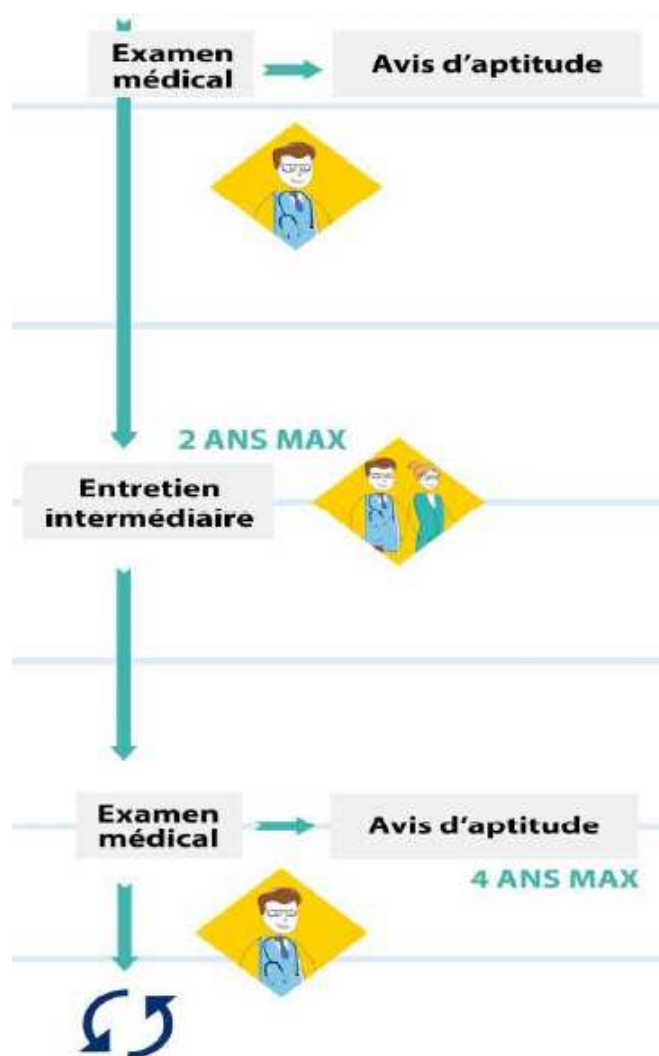 Examen
médical
Avis d’aptitude
2 ANS MAX
Entretien
intermédiaire
Examen
médical
Avis d’aptitude
4 ANS MAX